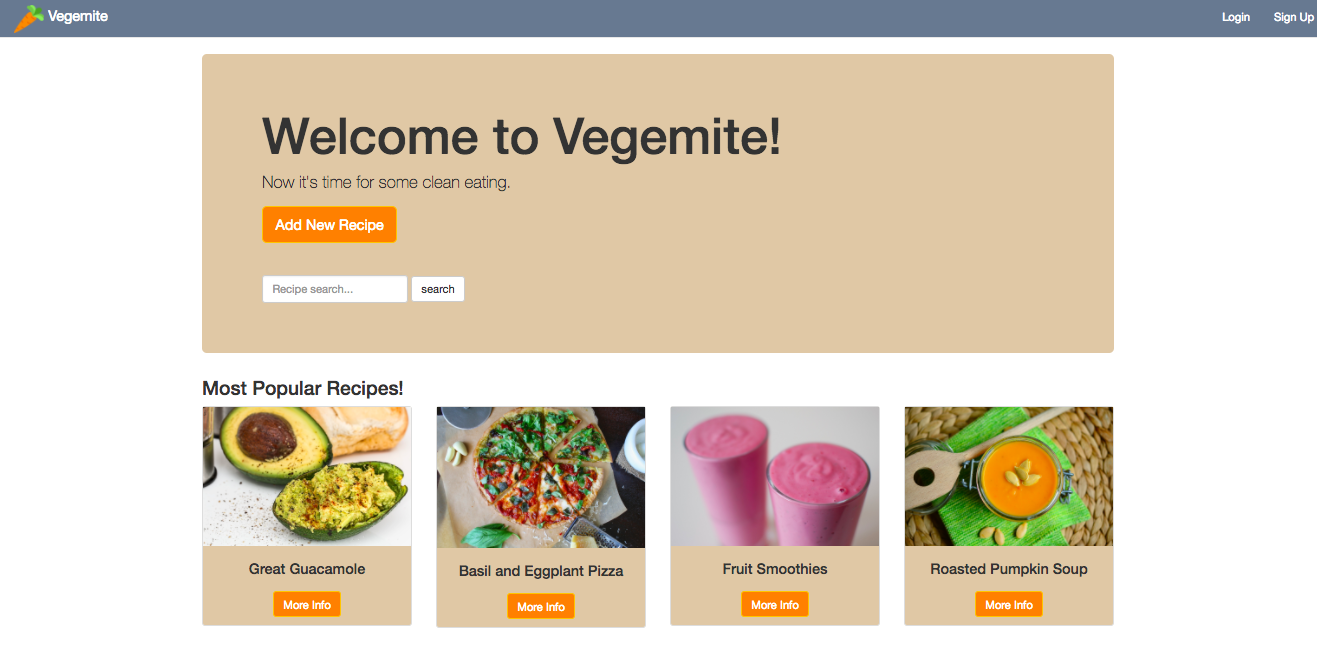 Vegemite
Login
Sign Up
Welcome to Vegemite!
Now it's time for some clean eating.
Add New Recipe
Recipe search...
search
Most Popular Recipes!
Great Guacamole
More Info
Basil and Eggplant Pizza
More Info
Fruit Smoothies
More Info
Roasted Pumpkin Soup
More Info